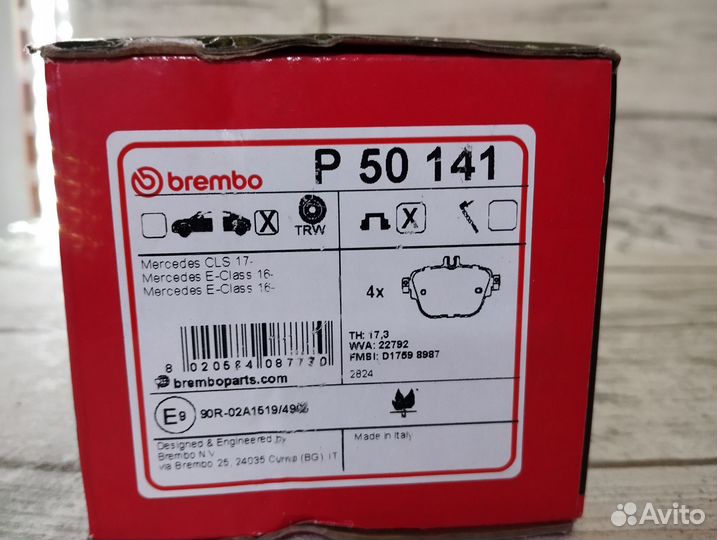 brembo
P 50 141
X
TRW
X
Mercedes CLS 17-
Mercedes E-Class 16-
Mercedes E-Class 16-
4x
TH: 17,3
WVA: 22792
FMSI: D1759 8987
2824
8 020584 087770
bremboparts.com
E9
90R-02A1519/49
Designed & Engineered by
Brembo N.V.
via Brembo 25, 24035 Curno (BG) IT
Made in Italy
Avito